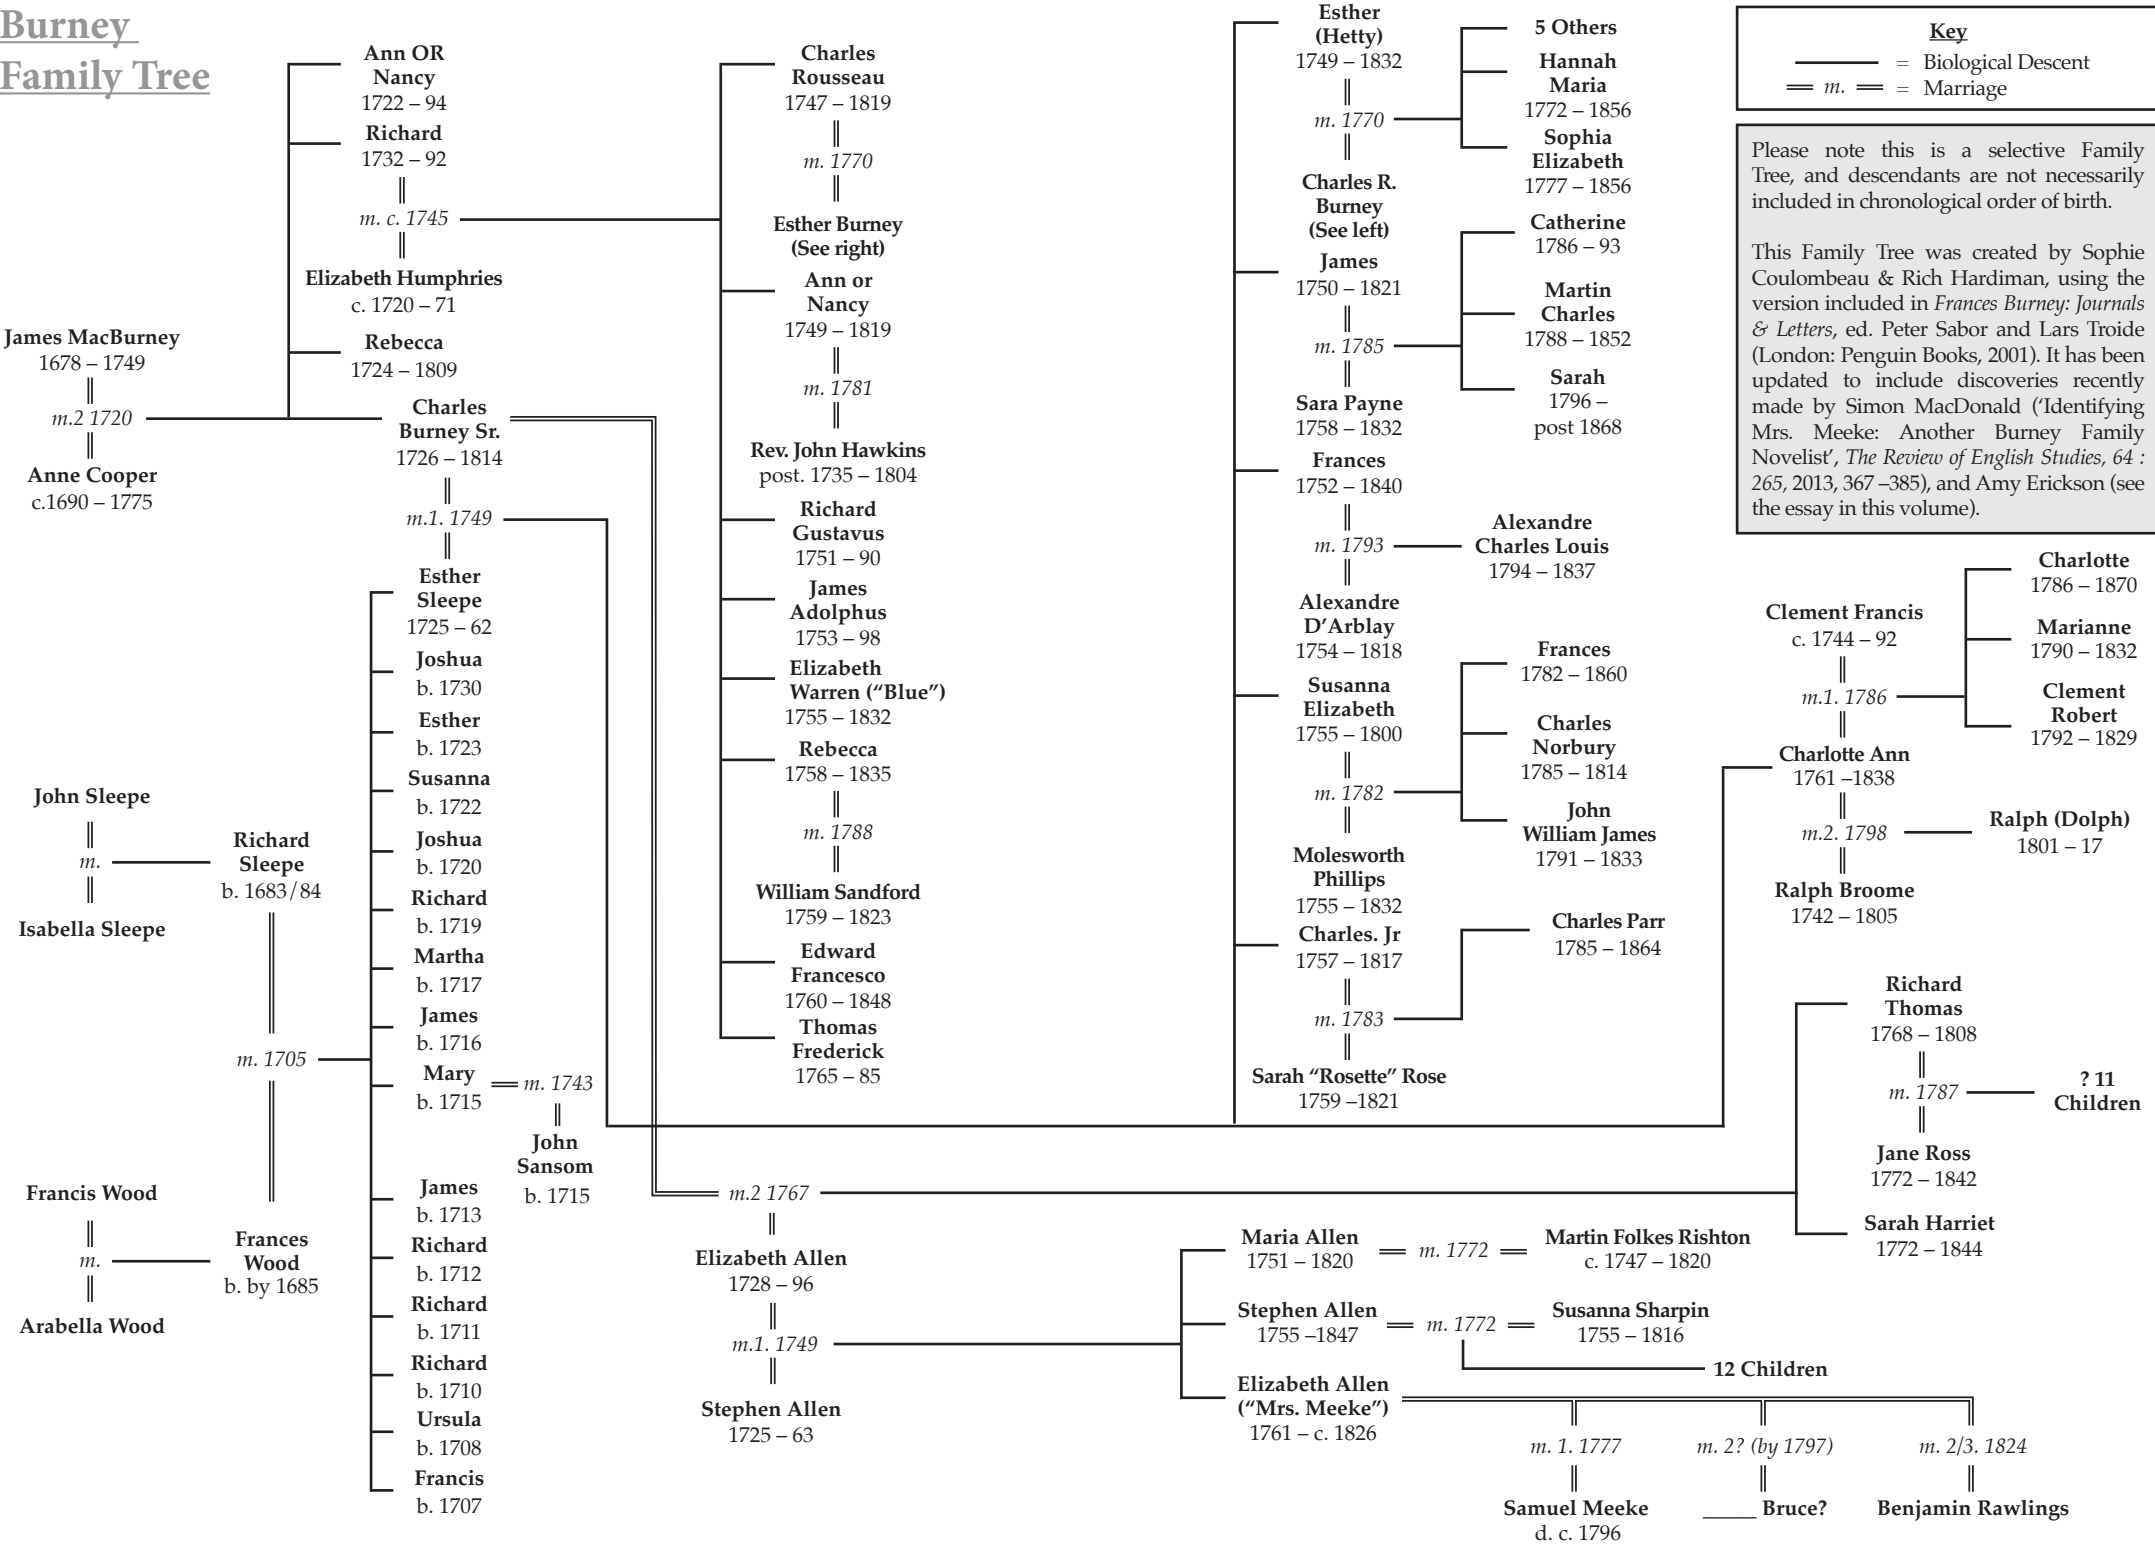 Burney
Family Tree
James MacBurney
1678 – 1749
m.2 1720
Anne Cooper
c.1690 – 1775
John Sleepe
m.
Isabella Sleepe
Francis Wood
m.
Arabella Wood
Richard
Sleepe
b. 1683/84
m. 1705
Frances
Wood
b. by 1685
Ann OR
Nancy
1722 – 94
Richard
1732 – 92
m. c. 1745
Elizabeth Humphries
c. 1720 – 71
Rebecca
1724 – 1809
Charles
Burney Sr.
1726 – 1814
m.1. 1749
Esther
Sleepe
1725 – 62
Joshua
b. 1730
Esther
b. 1723
Susanna
b. 1722
Joshua
b. 1720
Richard
b. 1719
Martha
b. 1717
James
b. 1716
Mary
b. 1715
m. 1743
John
Sansom
b. 1715
James
b. 1713
Richard
b. 1712
Richard
b. 1711
Richard
b. 1710
Ursula
b. 1708
Francis
b. 1707
Charles
Rousseau
1747 – 1819
m. 1770
Esther Burney
(See right)
Ann or
Nancy
1749 – 1819
m. 1781
Rev. John Hawkins
post. 1735 – 1804
Richard
Gustavus
1751 – 90
James
Adolphus
1753 – 98
Elizabeth
Warren (“Blue”)
1755 – 1832
Rebecca
1758 – 1835
m. 1788
William Sandford
1759 – 1823
Edward
Francesco
1760 – 1848
Thomas
Frederick
1765 – 85
m.2 1767
Elizabeth Allen
1728 – 96
m.1. 1749
Stephen Allen
1725 – 63
Esther
(Hetty)
1749 – 1832
m. 1770
Charles R.
Burney
(See left)
5 Others
Hannah
Maria
1772 – 1856
Sophia
Elizabeth
1777 – 1856
James
1750 – 1821
m. 1785
Sara Payne
1758 – 1832
Catherine
1786 – 93
Martin
Charles
1788 – 1852
Sarah
1796 –
post 1868
Frances
1752 – 1840
m. 1793
Alexandre
D’Arblay
1754 – 1818
Alexandre
Charles Louis
1794 – 1837
Susanna
Elizabeth
1755 – 1800
m. 1782
Molesworth
Phillips
1755 – 1832
Frances
1782 – 1860
Charles
Norbury
1785 – 1814
John
William James
1791 – 1833
Charles. Jr
1757 – 1817
m. 1783
Sarah “Rosette” Rose
1759 –1821
Charles Parr
1785 – 1864
Maria Allen
1751 – 1820
m. 1772
Martin Folkes Rishton
c. 1747 – 1820
Stephen Allen
1755 –1847
m. 1772
Susanna Sharpin
1755 – 1816
12 Children
Elizabeth Allen
(“Mrs. Meeke”)
1761 – c. 1826
m. 1. 1777
Samuel Meeke
d. c. 1796
m. 2? (by 1797)
_____ Bruce?
m. 2/3. 1824
Benjamin Rawlings
Key
= Biological Descent
m. = Marriage
Please note this is a selective Family
Tree, and descendants are not necessarily
included in chronological order of birth.
This Family Tree was created by Sophie
Coulombeau & Rich Hardiman, using the
version included in Frances Burney: Journals
& Letters, ed. Peter Sabor and Lars Troide
(London: Penguin Books, 2001). It has been
updated to include discoveries recently
made by Simon MacDonald (‘Identifying
Mrs. Meeke: Another Burney Family
Novelist’, The Review of English Studies, 64 :
265, 2013, 367 –385), and Amy Erickson (see
the essay in this volume).
Clement Francis
c. 1744 – 92
m.1. 1786
Charlotte Ann
1761 –1838
m.2. 1798
Ralph Broome
1742 – 1805
Charlotte
1786 – 1870
Marianne
1790 – 1832
Clement
Robert
1792 – 1829
Ralph (Dolph)
1801 – 17
Richard
Thomas
1768 – 1808
m. 1787
Jane Ross
1772 – 1842
? 11
Children
Sarah Harriet
1772 – 1844